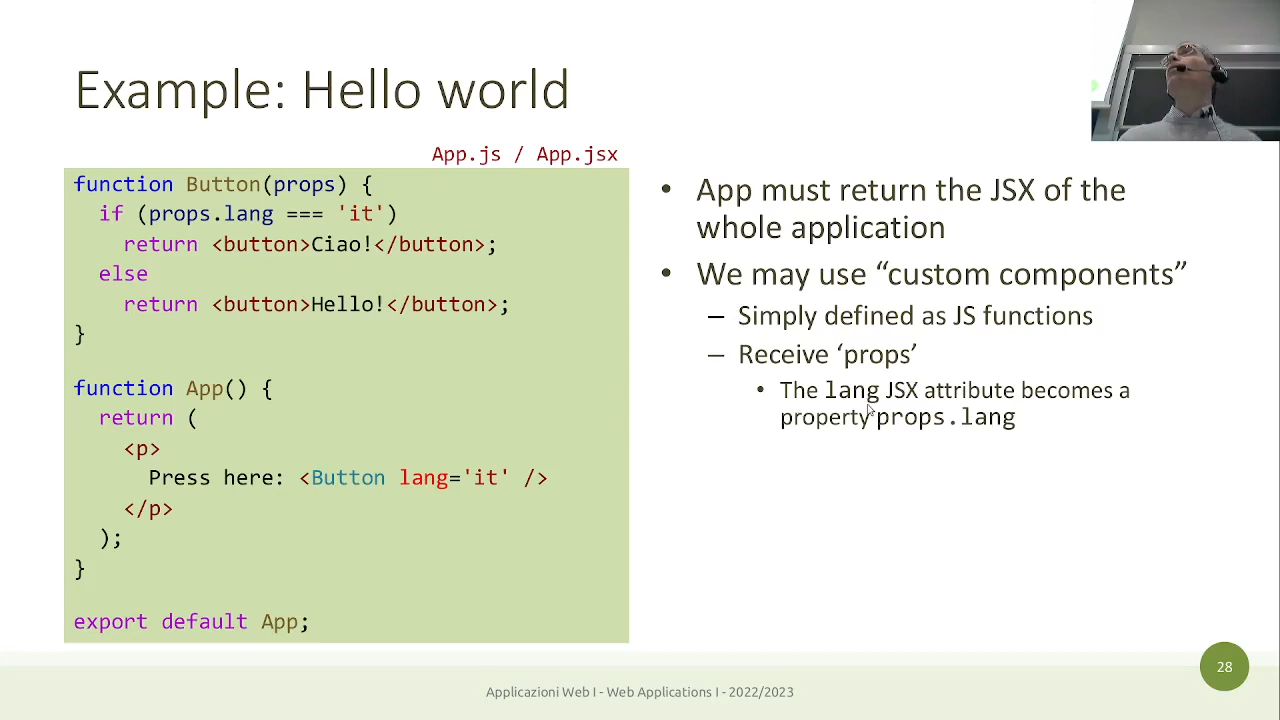 Example: Hello world
App.js / App.jsx
function Button(props) {
  if (props.lang === 'it')
    return <button>Ciao!</button>;
  else
    return <button>Hello!</button>;
}
function App() {
  return (
    <p>
      Press here: <Button lang='it' />
    </p>
  );
}
export default App;
• App must return the JSX of the
whole application
• We may use “custom components”
– Simply defined as JS functions
– Receive ‘props’
• The lang JSX attribute becomes a
property props.lang
Applicazioni Web I - Web Applications I - 2022/2023
28